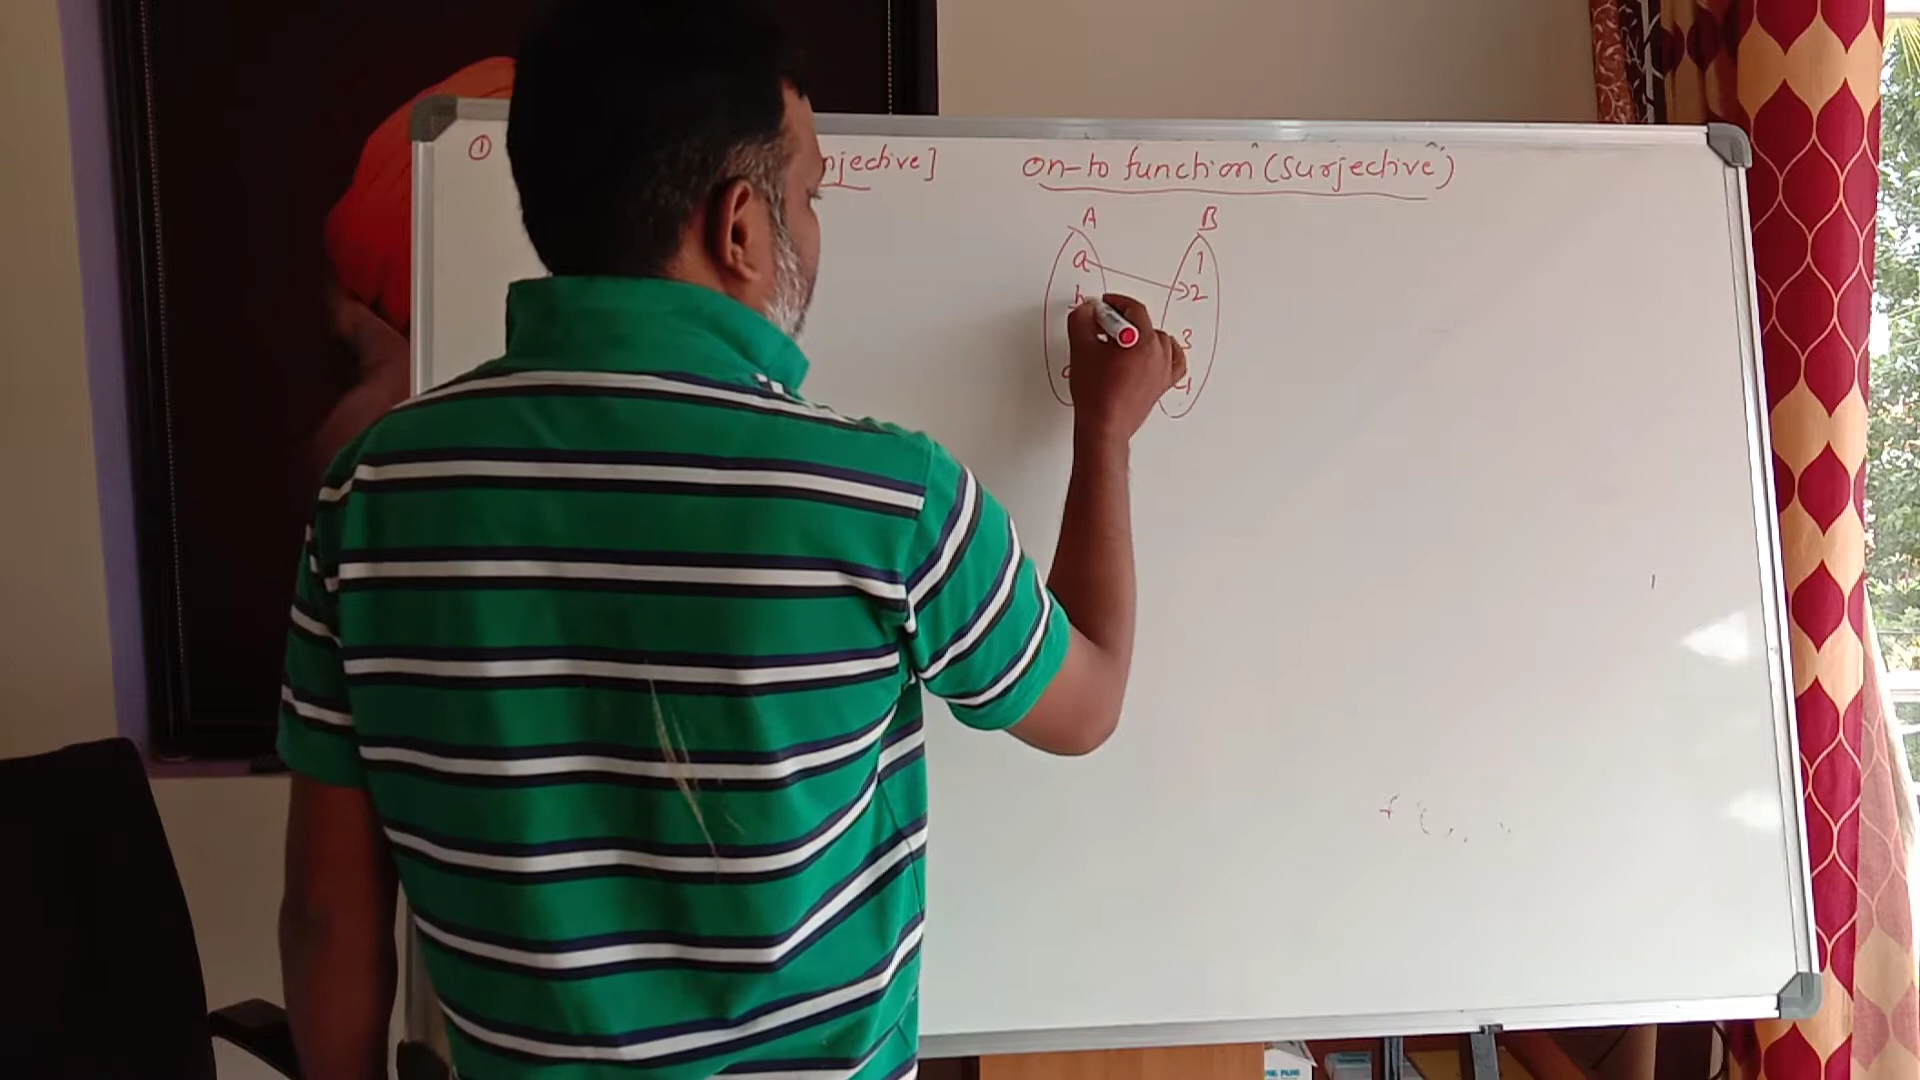 ① njective] on-to function (Surjective)
A B
a 1
b 2
3
4
f (